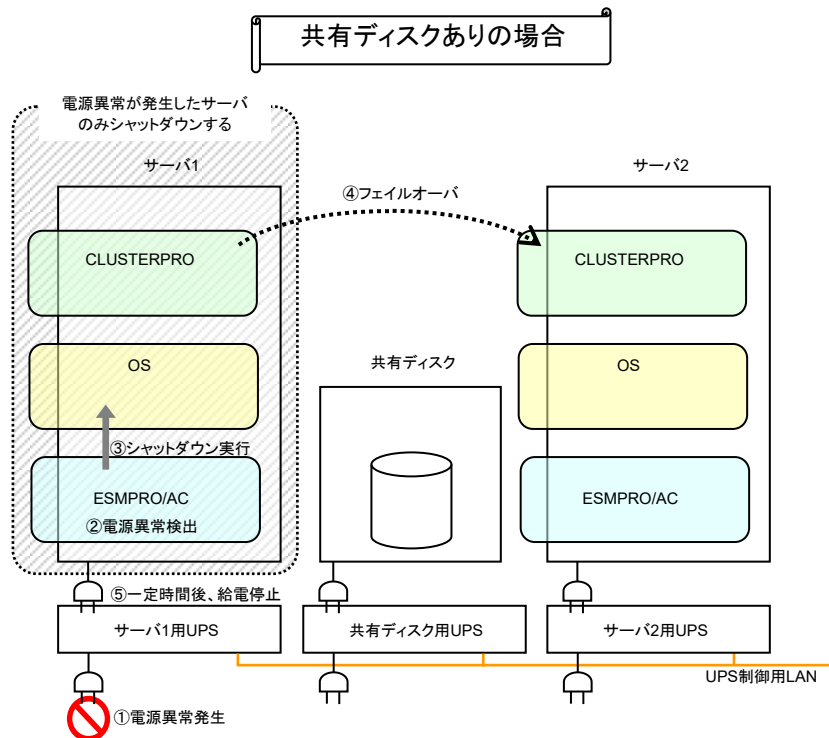 共有ディスクありの場合
電源異常が発生したサーバ
のみシャットダウンする
サーバ1
サーバ2
④フェイルオーバ
CLUSTERPRO
CLUSTERPRO
OS
共有ディスク
OS
③シャットダウン実行
ESMPRO/AC
②電源異常検出
ESMPRO/AC
⑤一定時間後、給電停止
サーバ1用UPS
共有ディスク用UPS
サーバ2用UPS
UPS制御用LAN
①電源異常発生